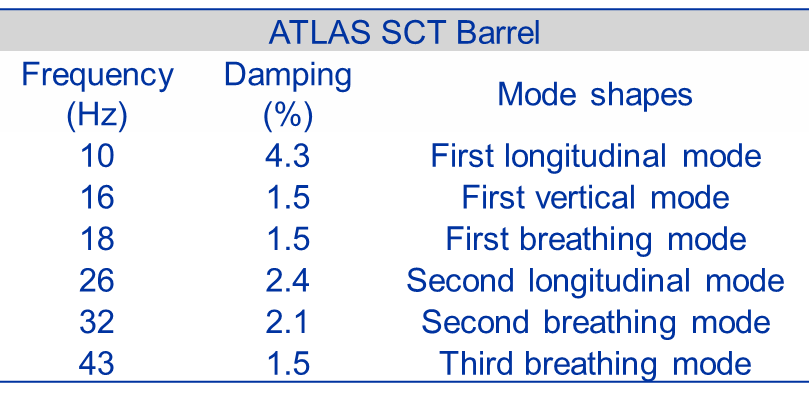 ATLAS SCT Barrel
Frequency (Hz) Damping (%) Mode shapes
10 4.3 First longitudinal mode
16 1.5 First vertical mode
18 1.5 First breathing mode
26 2.4 Second longitudinal mode
32 2.1 Second breathing mode
43 1.5 Third breathing mode